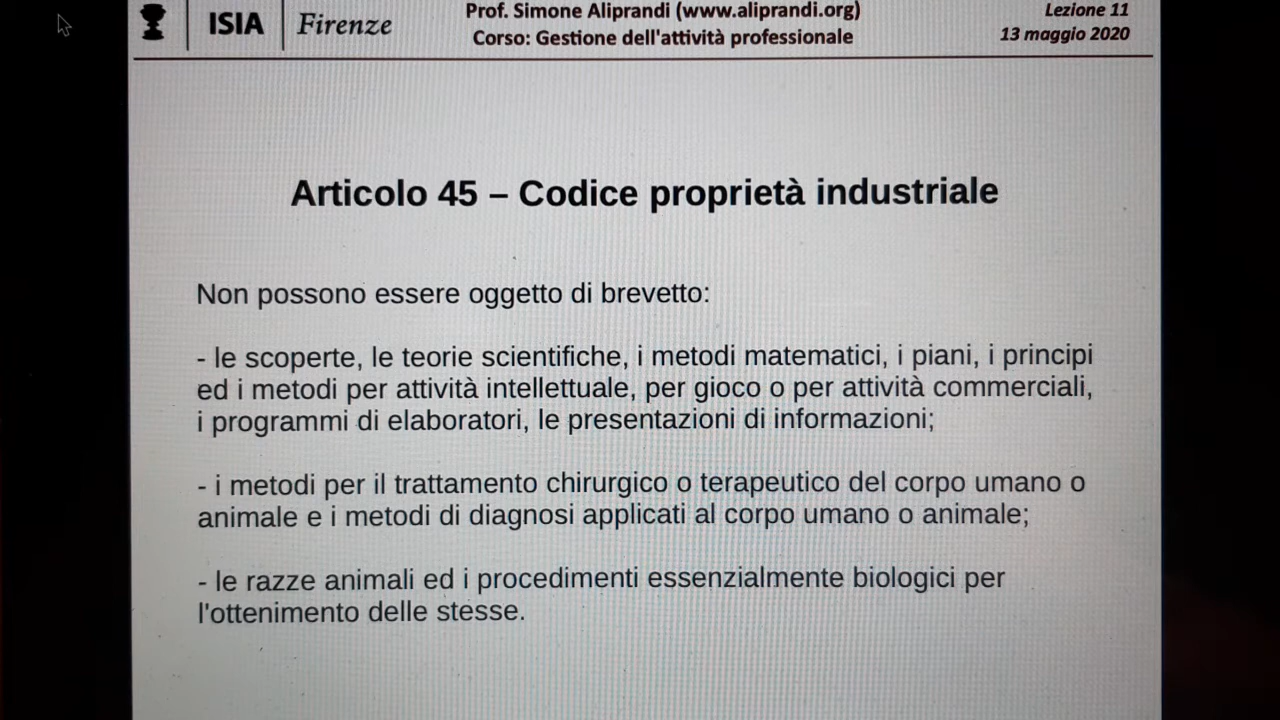 ISIA Firenze
Prof. Simone Aliprandi (www.aliprandi.org)
Corso: Gestione dell'attività professionale
Lezione 11
13 maggio 2020
Articolo 45 – Codice proprietà industriale
Non possono essere oggetto di brevetto:
- le scoperte, le teorie scientifiche, i metodi matematici, i piani, i principi
ed i metodi per attività intellettuale, per gioco o per attività commerciali,
i programmi di elaboratori, le presentazioni di informazioni;
- i metodi per il trattamento chirurgico o terapeutico del corpo umano o
animale e i metodi di diagnosi applicati al corpo umano o animale;
- le razze animali ed i procedimenti essenzialmente biologici per
l'ottenimento delle stesse.